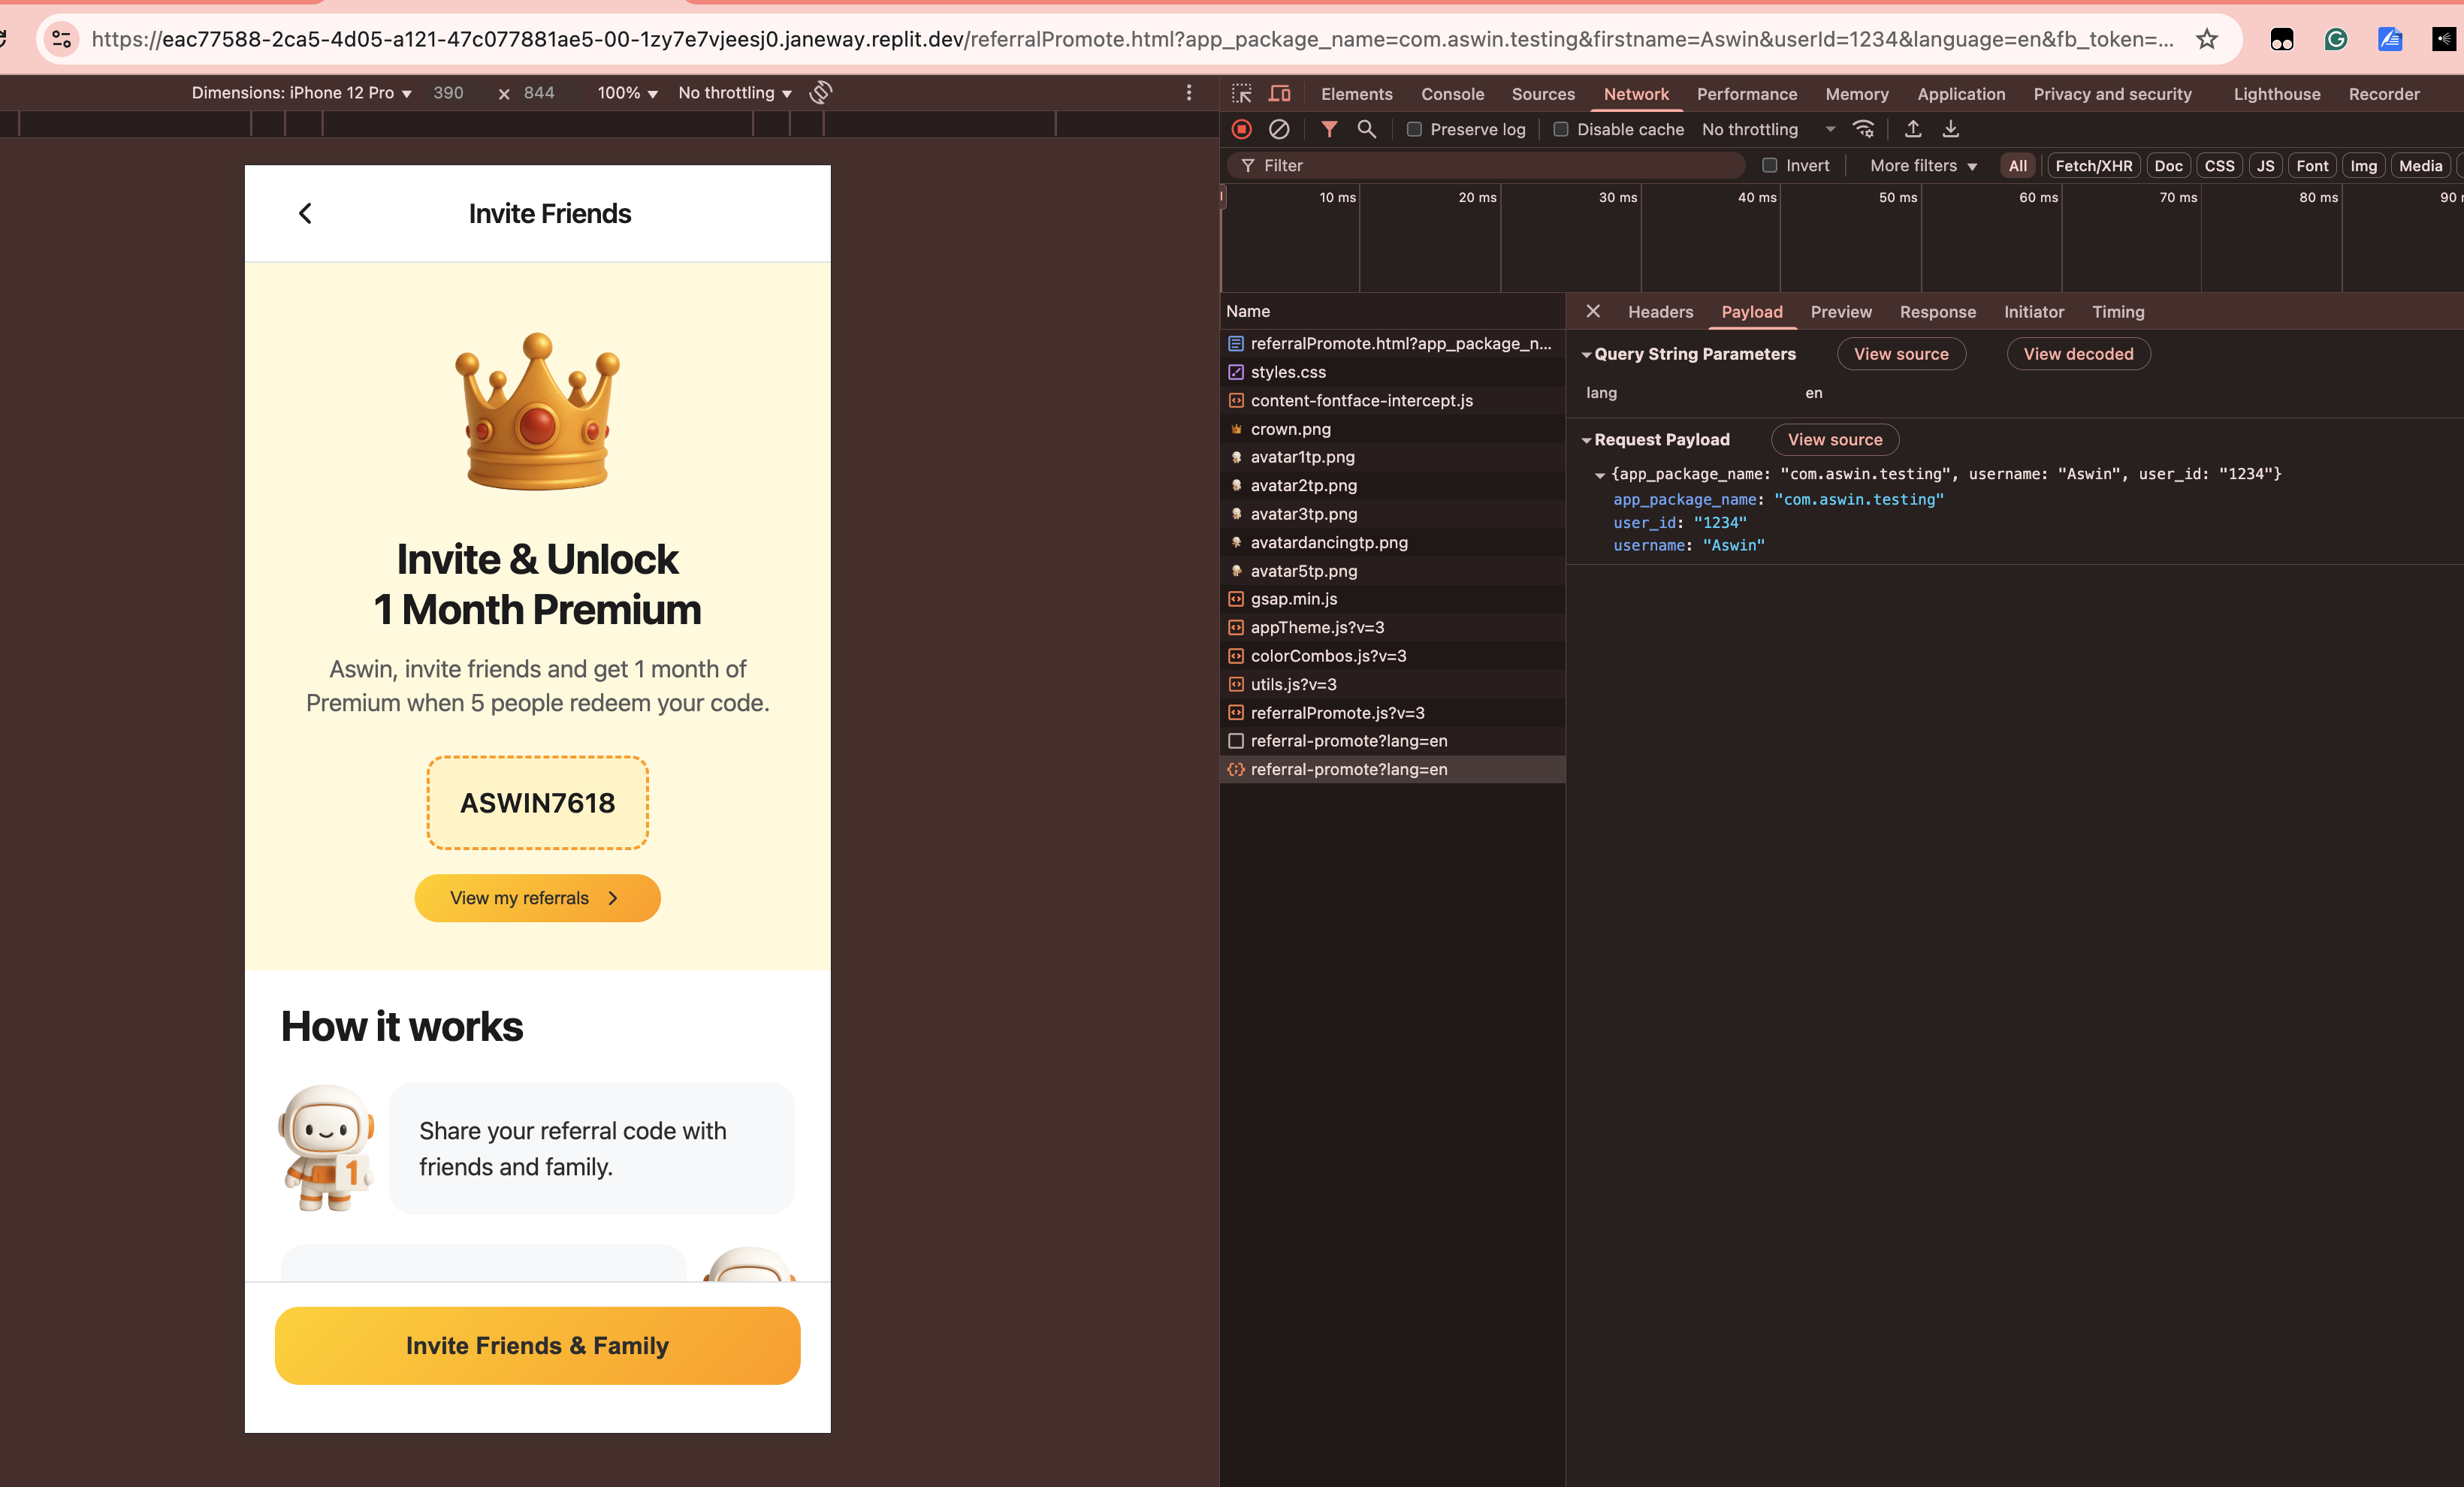 https://eac77588-2ca5-4d05-a121-47c077881ae5-00-1zy7e7vjeesj0.janeway.replit.dev/referralPromote.html?app_package_name=com.aswin.testing&firstname=Aswin&userId=1234&language=en&fb_token=...
Dimensions: iPhone 12 Pro 390 × 844 100% No throttling
Elements Console Sources Network Performance Memory Application Privacy and security Lighthouse Recorder
Preserve log Disable cache No throttling
Filter Invert More filters All Fetch/XHR Doc CSS JS Font Img Media
10 ms 20 ms 30 ms 40 ms 50 ms 60 ms 70 ms 80 ms 90
Name
referralPromote.html?app_package_n...
styles.css
content-fontface-intercept.js
crown.png
avatar1tp.png
avatar2tp.png
avatar3tp.png
avatardancingtp.png
avatar5tp.png
gsap.min.js
appTheme.js?v=3
colorCombos.js?v=3
utils.js?v=3
referralPromote.js?v=3
referral-promote?lang=en
referral-promote?lang=en
Headers Payload Preview Response Initiator Timing
Query String Parameters View source View decoded
lang en
Request Payload View source
{app_package_name: "com.aswin.testing", username: "Aswin", user_id: "1234"}
app_package_name: "com.aswin.testing"
user_id: "1234"
username: "Aswin"
Invite Friends
Invite & Unlock
1 Month Premium
Aswin, invite friends and get 1 month of
Premium when 5 people redeem your code.
ASWIN7618
View my referrals
How it works
1
Share your referral code with
friends and family.
Invite Friends & Family